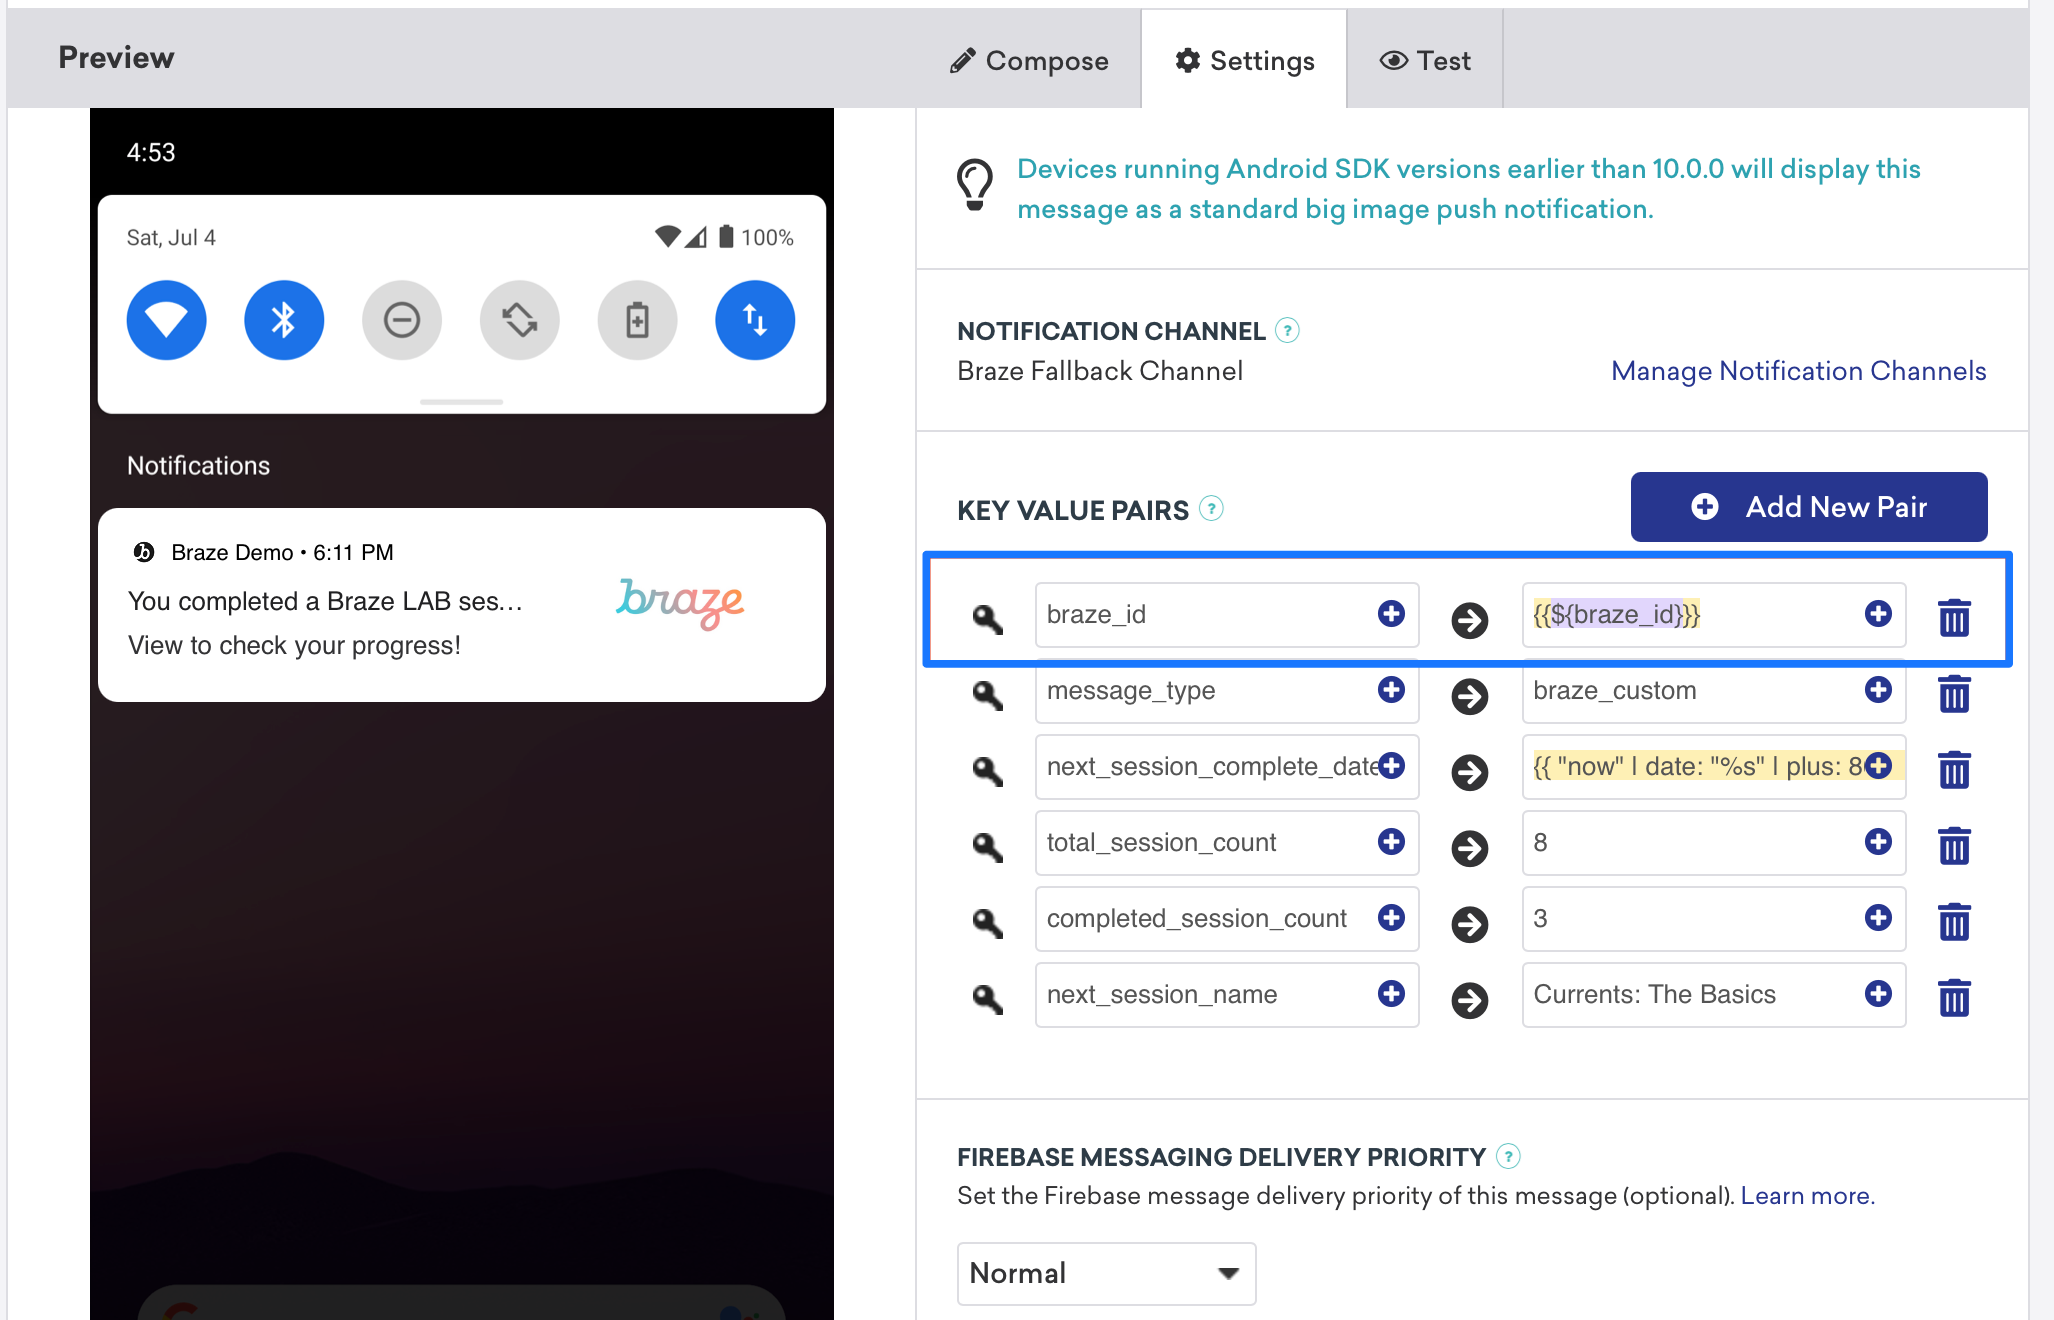 Preview
Compose
Settings
Test
4:53
Sat, Jul 4
100%
Notifications
Braze Demo • 6:11 PM
You completed a Braze LAB ses...
View to check your progress!
braze
Devices running Android SDK versions earlier than 10.0.0 will display this
message as a standard big image push notification.
NOTIFICATION CHANNEL ?
Braze Fallback Channel
Manage Notification Channels
KEY VALUE PAIRS ?
Add New Pair
braze_id
{{${braze_id}}}
message_type
braze_custom
next_session_complete_date
{{ "now" | date: "%s" | plus: 8
total_session_count
8
completed_session_count
3
next_session_name
Currents: The Basics
FIREBASE MESSAGING DELIVERY PRIORITY ?
Set the Firebase message delivery priority of this message (optional). Learn more.
Normal